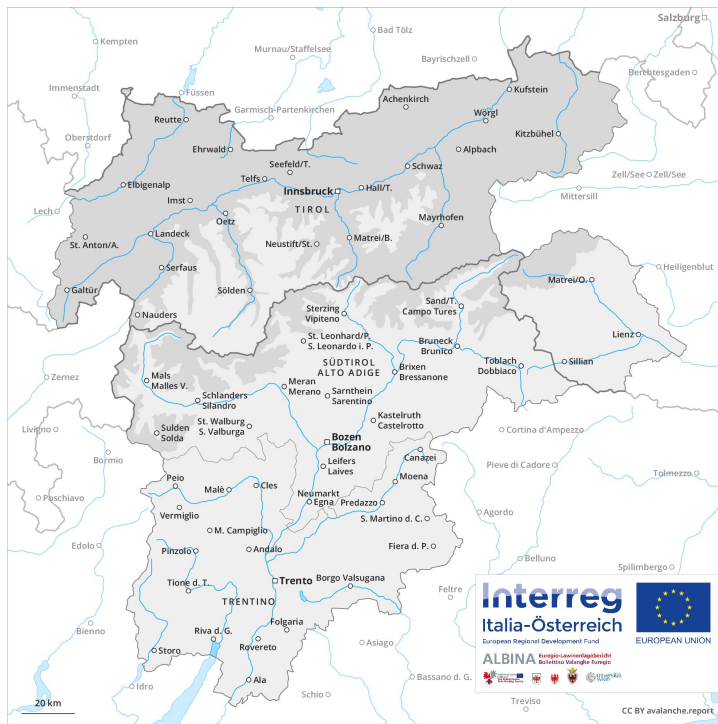 Salzburg
Kempten
Bad Tölz
Murnau/Staffelsee
Bayrischzell
Berchtesgaden
Immenstadt
Füssen
Kufstein
Achenkirch
Garmisch-Partenkirchen
Wörgl
Reutte
Oberstdorf
Kitzbühel
Ehrwald
Alpbach
Seefeld/T.
Schwaz
Telfs
Zell/See
Zell/See
Elbigenalp
Innsbruck
Hall/T.
Mittersill
Imst
TIROL
Lech
Oetz
Mayrhofen
Landeck
Matrei/B.
St. Anton/A.
Neustift/St.
Serfaus
Heiligenblut
Matrei/O.
Galtür
Sölden
Sand/T.
Campo Tures
Nauders
Sterzing
Vipiteno
Lienz
St. Leonhard/P.
S. Leonardo i. P.
Bruneck
Brunico
SÜDTIROL
ALTO ADIGE
Toblach
Dobbiaco
Sillian
Brixen
Bressanone
Zernez
Mals
Malles V.
Meran
Merano
Schlanders
Silandro
Sarnthein
Sarentino
Kastelruth
Castelrotto
St. Walburg
S. Valburga
Livigno
Sulden
Solda
Cortina d'Ampezzo
Bozen
Bolzano
Bormio
Canazei
Leifers
Laives
Pieve di Cadore
Tolmezzo
Peio
Moena
Malè
Cles
Poschiavo
Neumarkt
Egna
Predazzo
Vermiglio
Agordo
S. Martino d. C.
M. Campiglio
Edolo
Pinzolo
Andalo
Fiera d. P.
Belluno
Spilimbergo
Tione d. T.
Trento
Borgo Valsugana
Feltre
TRENTINO
Folgaria
Bienno
Riva d. G.
Rovereto
Asiago
Storo
Idro
Ala
Bassano d. G.
Schio
Treviso
20 km
Interreg
Italia-Österreich
European Regional Development Fund
EUROPEAN UNION
ALBINA
Euregio-Lawinenlagebericht
Bollettino Valanghe Euregio
universität
wien
CC BY avalanche.report